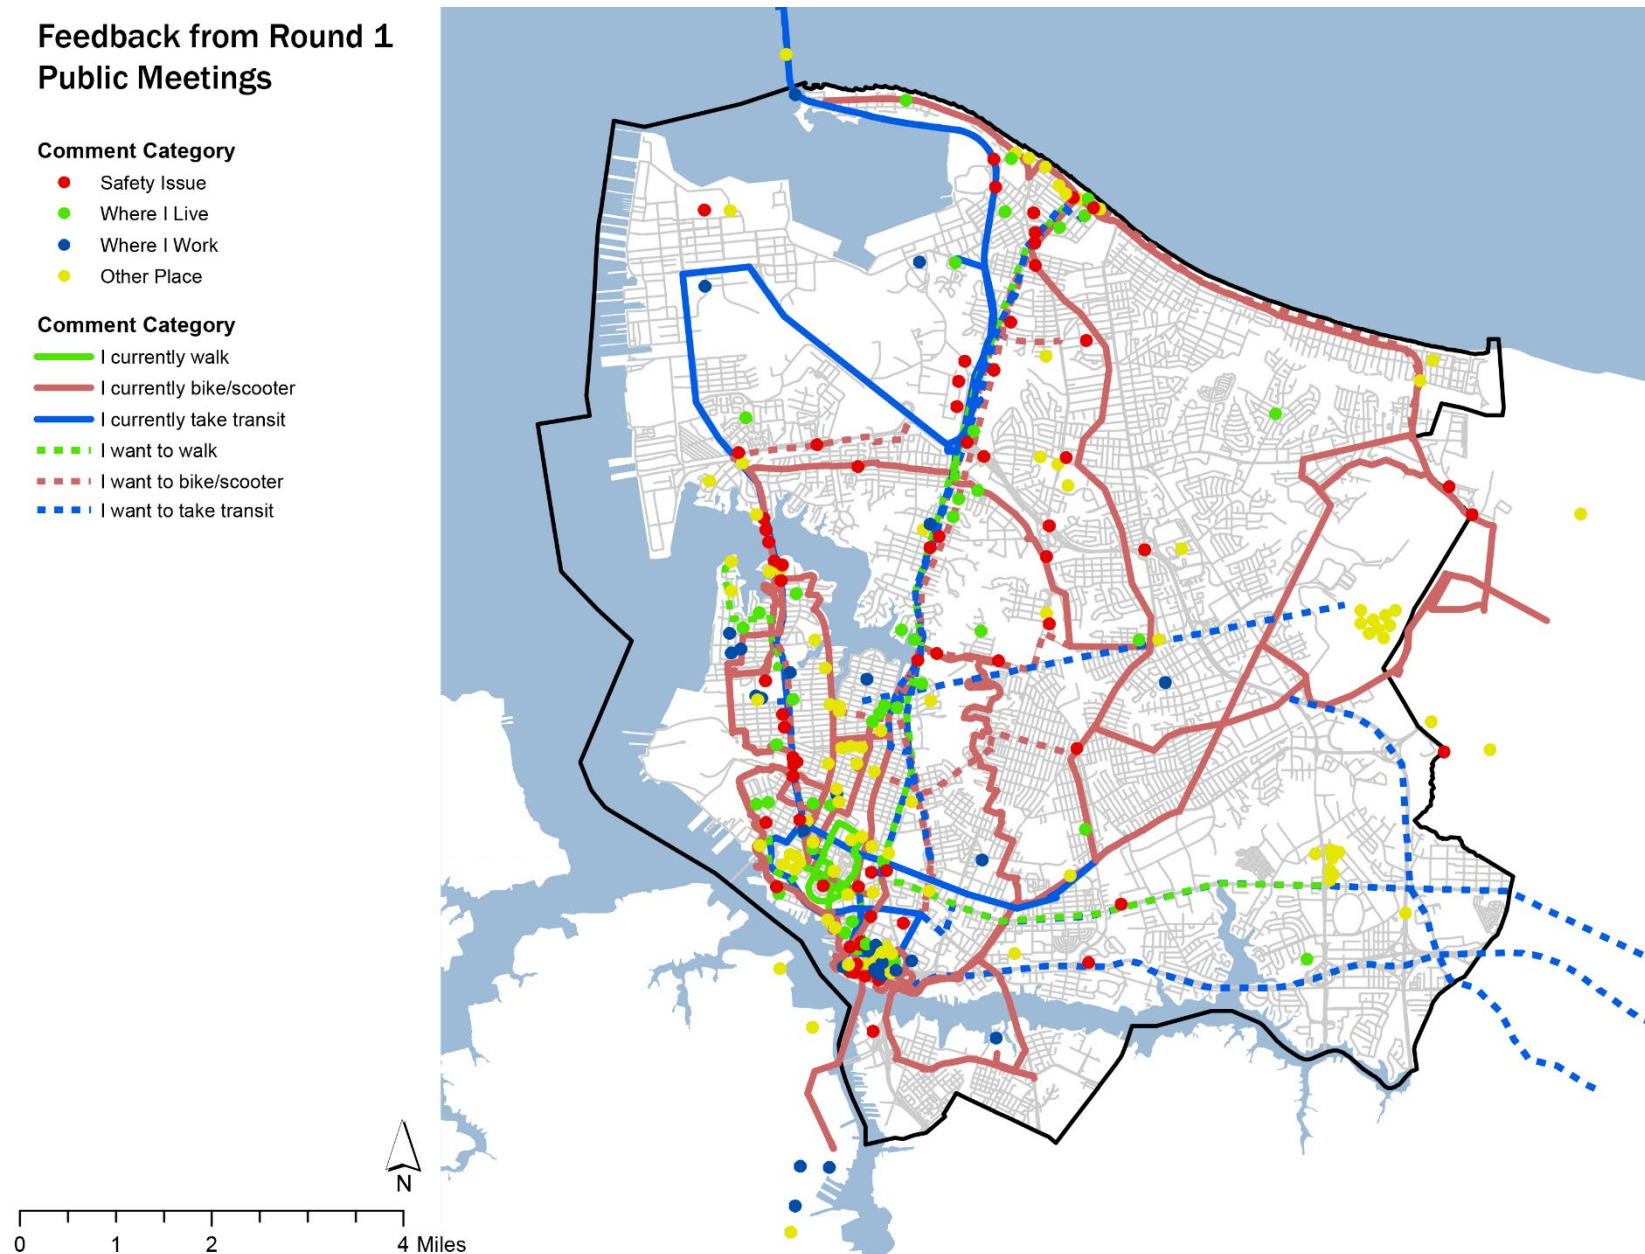 Feedback from Round 1
Public Meetings
Comment Category
Safety Issue
Where I Live
Where I Work
Other Place
Comment Category
I currently walk
I currently bike/scooter
I currently take transit
I want to walk
I want to bike/scooter
I want to take transit
N
0 1 2 4 Miles